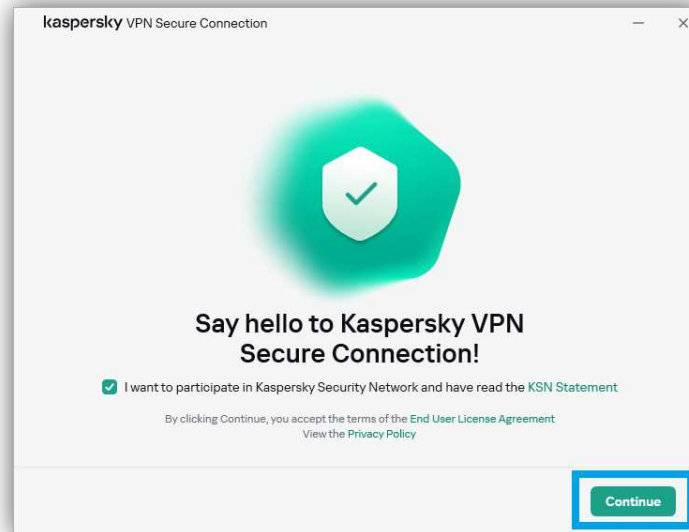 kaspersky VPN Secure Connection
Say hello to Kaspersky VPN
Secure Connection!
I want to participate in Kaspersky Security Network and have read the KSN Statement
By clicking Continue, you accept the terms of the End User License Agreement
View the Privacy Policy
Continue